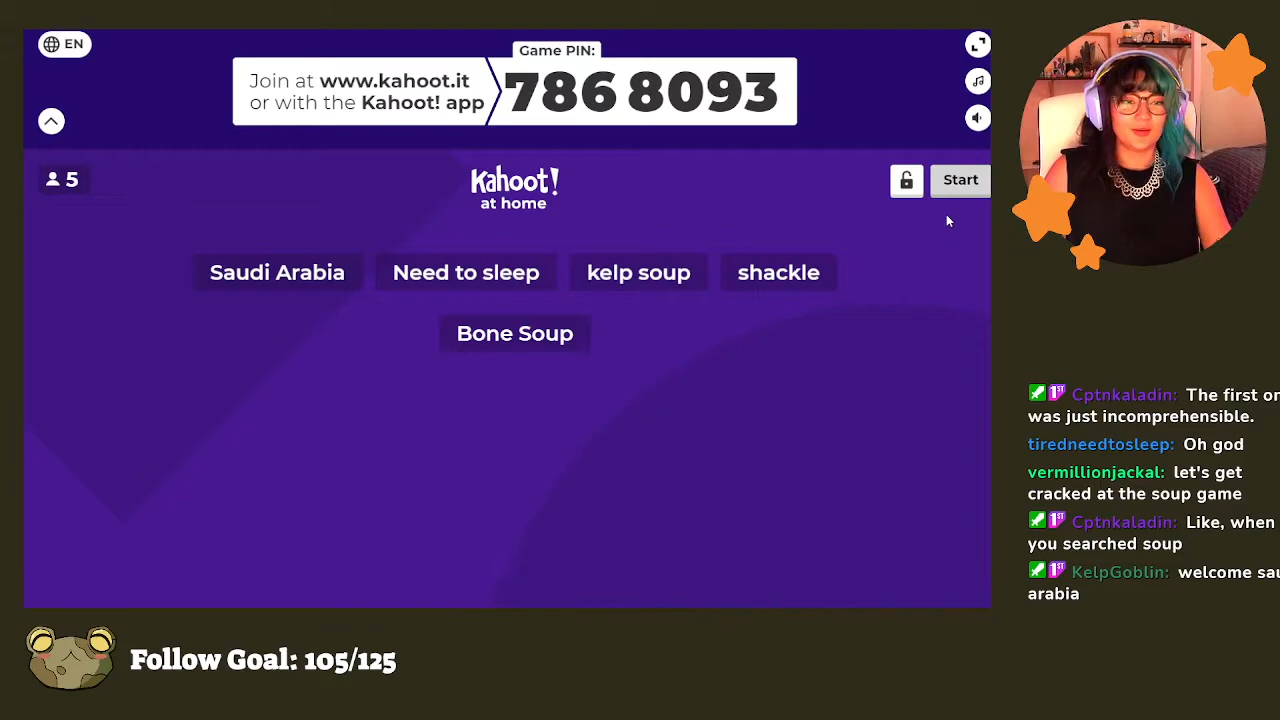 EN
Game PIN:
Join at www.kahoot.it
or with the Kahoot! app
786 8093
5
Kahoot!
at home
Start
Saudi Arabia
Need to sleep
kelp soup
shackle
Bone Soup
Cptnkaladin: The first
was just incomprehensible.
tiredneedtosleep: Oh god
vermillionjackal: let's get
cracked at the soup game
Cptnkaladin: Like, when
you searched soup
KelpGoblin: welcome
arabia
Follow Goal: 105/125